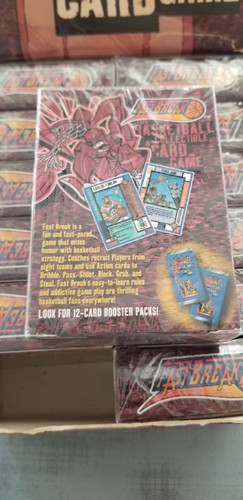 CARD GAME
FAST BREAK
BASKETBALL
COLLECTIBLE
CARD
GAME
Fast Break is a
fun and fast-paced
game that mixes
humor with basketball
strategy. Coaches recruit Players from
eight teams and use Action cards to
Dribble, Pass, Shoot, Block, Grab, and
Steal. Fast Break's easy-to-learn rules
and addictive game play are thrilling
basketball fans everywhere!
LOOK FOR 12-CARD BOOSTER PACKS!
FAST BREAK